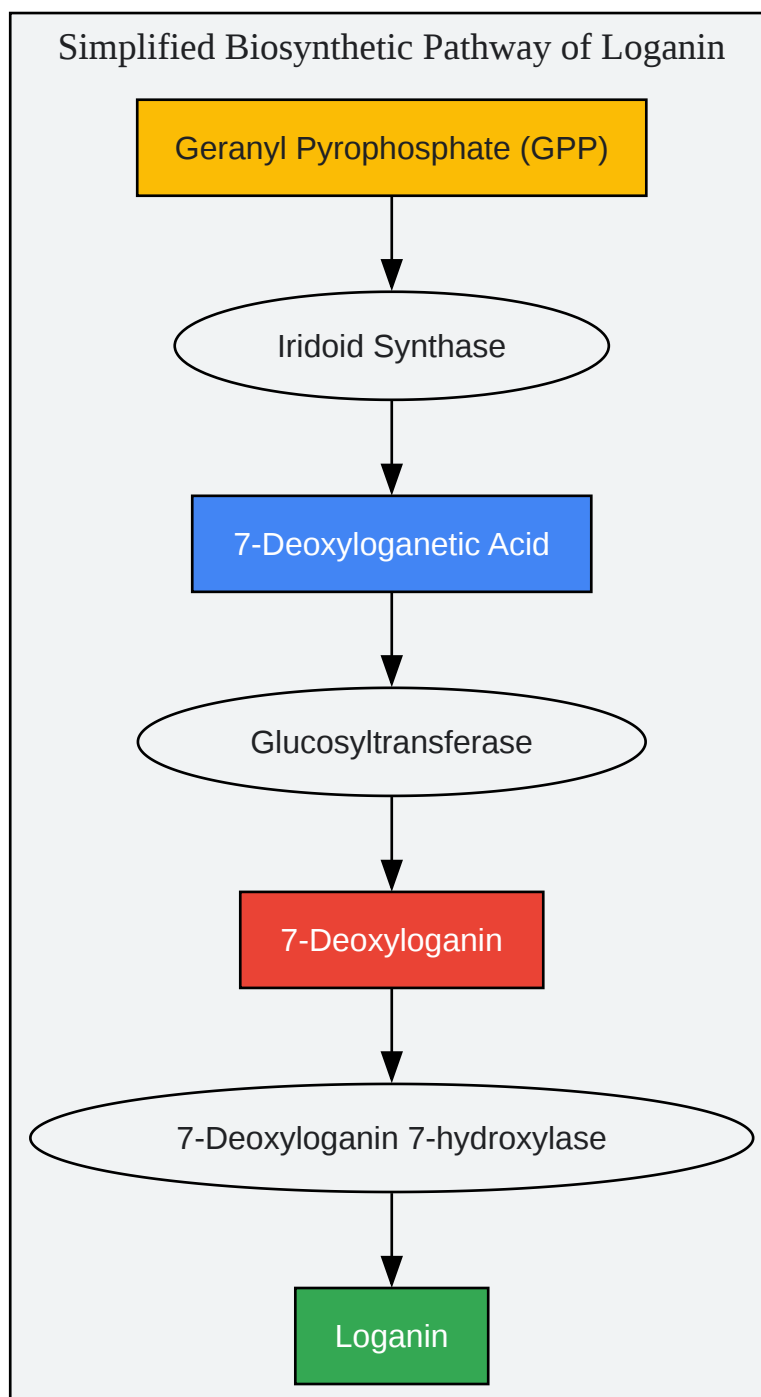 Simplified Biosynthetic Pathway of Loganin
Geranyl Pyrophosphate (GPP)
Iridoid Synthase
7-Deoxyloganetic Acid
Glucosyltransferase
7-Deoxyloganin
7-Deoxyloganin 7-hydroxylase
Loganin